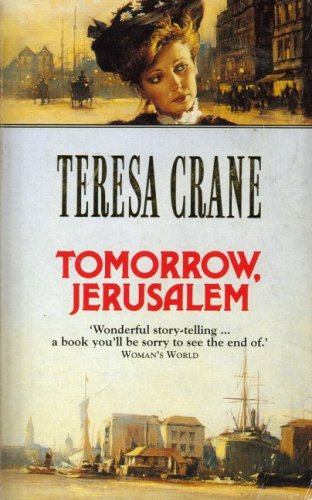 TERESA CRANE
TOMORROW,
JERUSALEM
‘Wonderful story-telling ...
a book you’ll be sorry to see the end of.’
WOMAN’S WORLD